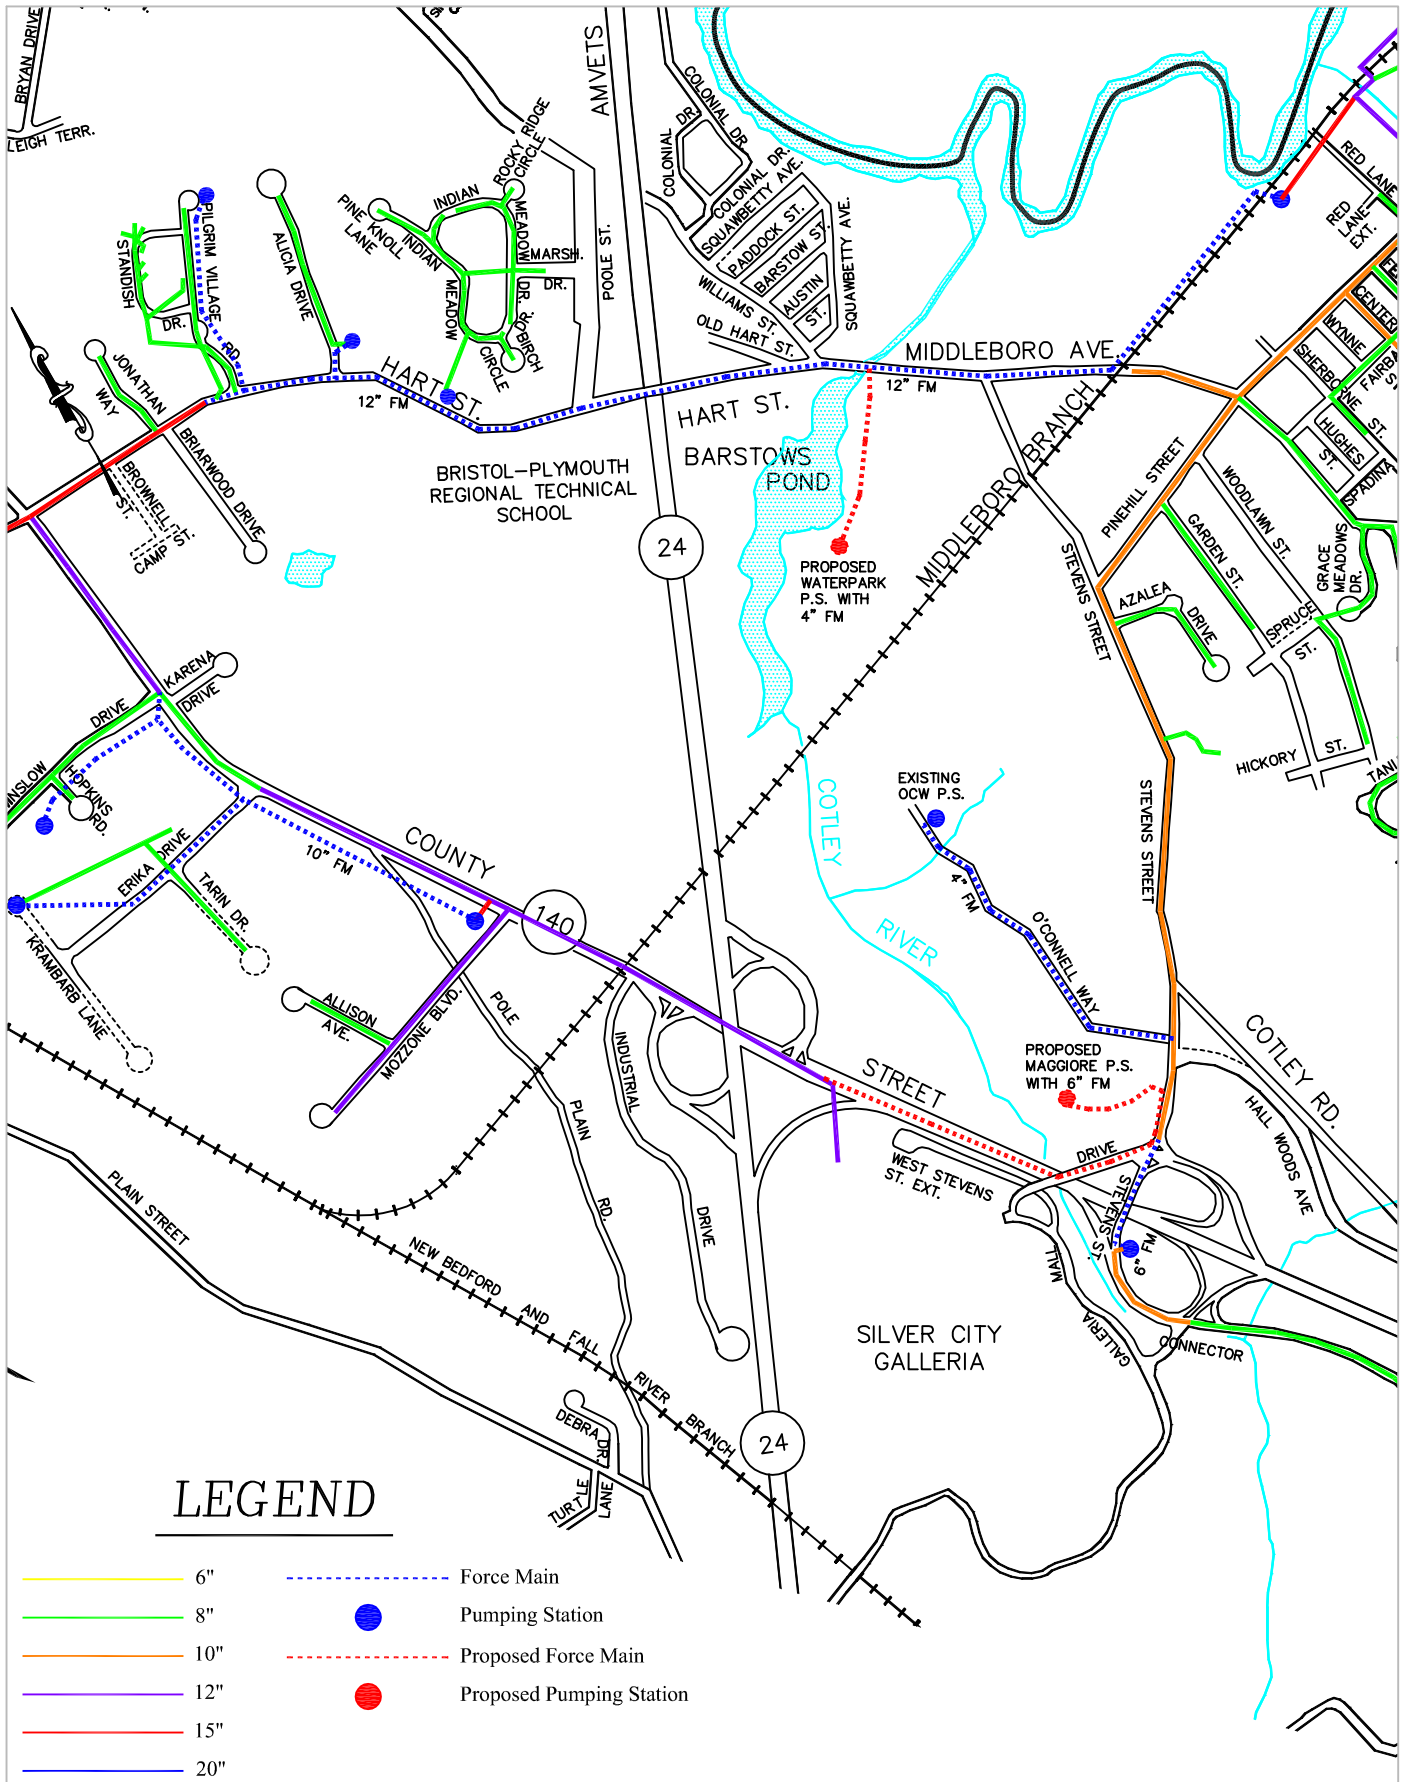 BRYAN DRIVE
LEIGH TERR.
AMVETS
COLONIAL DR.
COLONIAL
DR.
COLONIAL DR.
SQUAWBETTY AVE.
PADDOCK ST.
BARSTOW ST.
AUSTIN
ST.
SQUAWBETTY AVE.
WILLIAMS ST.
OLD HART ST.
ROCKY RIDGE
CIRCLE
INDIAN
PINE
KNOLL
LANE
INDIAN
MEADOW
MEADOW
DR.
MARSH.
DR.
DR.
BIRCH
CIRCLE
POOLE ST.
PILGRIM VILLAGE
RD.
STANDISH
DR.
ALICIA DRIVE
JONATHAN
WAY
BRIARWOOD DRIVE
BROWNELL
ST.
CAMP ST.
HART
ST.
12" FM
HART ST.
MIDDLEBORO AVE.
12" FM
RED LANE
RED
LANE
EXT.
CENTER
WYNNE
SHERBORNE
ST.
HUGHES
ST.
SPADINA
PINEHILL STREET
WOODLAWN ST.
GARDEN ST.
GRACE
MEADOWS
DR.
SPRUCE
ST.
AZALEA
DRIVE
HICKORY
ST.
BRISTOL-PLYMOUTH
REGIONAL TECHNICAL
SCHOOL
BARSTOWS
POND
24
PROPOSED
WATERPARK
P.S. WITH
4" FM
MIDDLEBORO BRANCH
MIDDLEBORO BRANCH
STEVENS STREET
STEVENS STREET
KARENA
DRIVE
DRIVE
HOPKINS
RD.
ERIKA DRIVE
TARIN DR.
KRAMBARB LANE
10" FM
COUNTY
140
ALLISON
AVE.
MOZZONE BLVD.
POLE
PLAIN
RD.
INDUSTRIAL
DRIVE
COTLEY
RIVER
EXISTING
OCW P.S.
4" FM
O'CONNELL WAY
PROPOSED
MAGGIORE P.S.
WITH 6" FM
STREET
WEST STEVENS
ST. EXT.
DRIVE
STEVENS
ST.
6" FM
MALL
GALLERIA
CONNECTOR
COTLEY RD.
HALL WOODS AVE
SILVER CITY
GALLERIA
24
PLAIN STREET
NEW BEDFORD
AND
FALL
RIVER
BRANCH
DEBRA
DR.
TURTLE
LANE
LEGEND
6"
8"
10"
12"
15"
20"
Force Main
Pumping Station
Proposed Force Main
Proposed Pumping Station